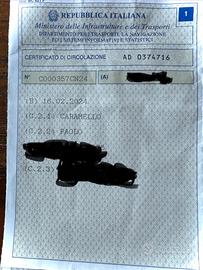 REPUBBLICA ITALIANA
1
Ministero delle Infrastrutture e dei Trasporti
DIPARTIMENTO PER I TRASPORTI, LA NAVIGAZIONE
ED I SISTEMI INFORMATIVI E STATISTICI
CERTIFICATO DI CIRCOLAZIONE AD 0374716
N° C000357CN24 (A)
(B) 16.02.2024
(C.2.1) CARAMELLO
(C.2.2) PAOLO
(C.2.3)